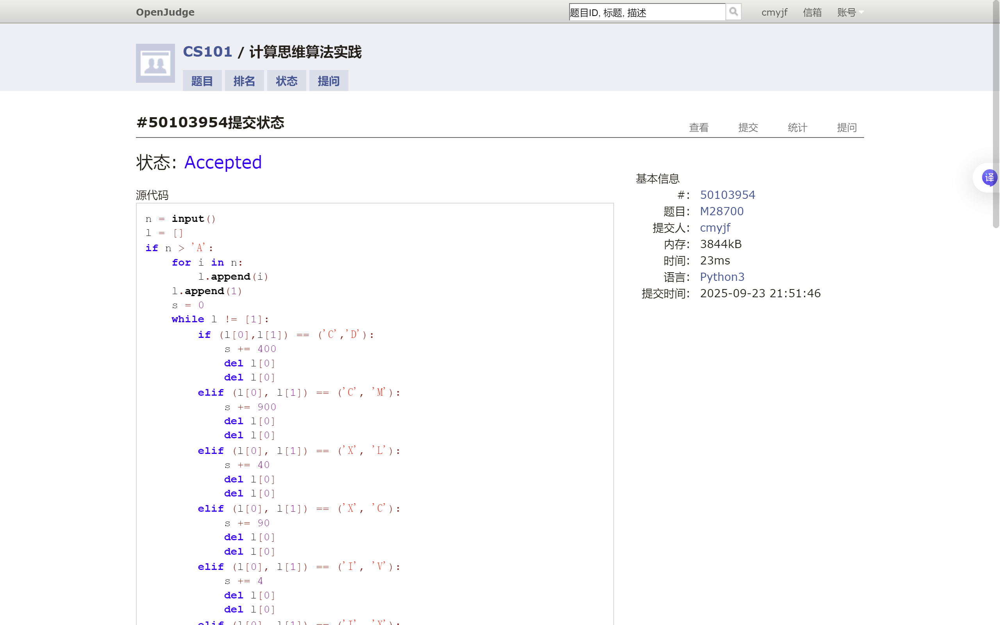 OpenJudge
题目ID, 标题, 描述
cmyjf 信箱 账号
CS101 / 计算思维算法实践
题目 排名 状态 提问
#50103954提交状态
查看 提交 统计 提问
状态: Accepted
译
基本信息
#: 50103954
题目: M28700
提交人: cmyjf
内存: 3844kB
时间: 23ms
语言: Python3
提交时间: 2025-09-23 21:51:46
源代码
n = input()
l = []
if n > 'A':
    for i in n:
        l.append(i)
    l.append(1)
    s = 0
    while l != [1]:
        if (l[0],l[1]) == ('C','D'):
            s += 400
            del l[0]
            del l[0]
        elif (l[0], l[1]) == ('C', 'M'):
            s += 900
            del l[0]
            del l[0]
        elif (l[0], l[1]) == ('X', 'L'):
            s += 40
            del l[0]
            del l[0]
        elif (l[0], l[1]) == ('X', 'C'):
            s += 90
            del l[0]
            del l[0]
        elif (l[0], l[1]) == ('I', 'V'):
            s += 4
            del l[0]
            del l[0]
        elif (l[0], l[1]) == ('I', 'X'):